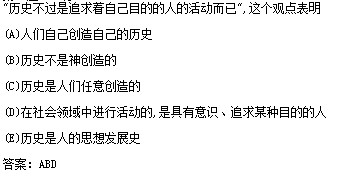 “历史不过是追求着自己目的的人的活动而已”,这个观点表明
(A)人们自己创造自己的历史
(B)历史不是神创造的
(C)历史是人们任意创造的
(D)在社会领域中进行活动的,是具有意识、追求某种目的的人
(E)历史是人的思想发展史
答案: ABD